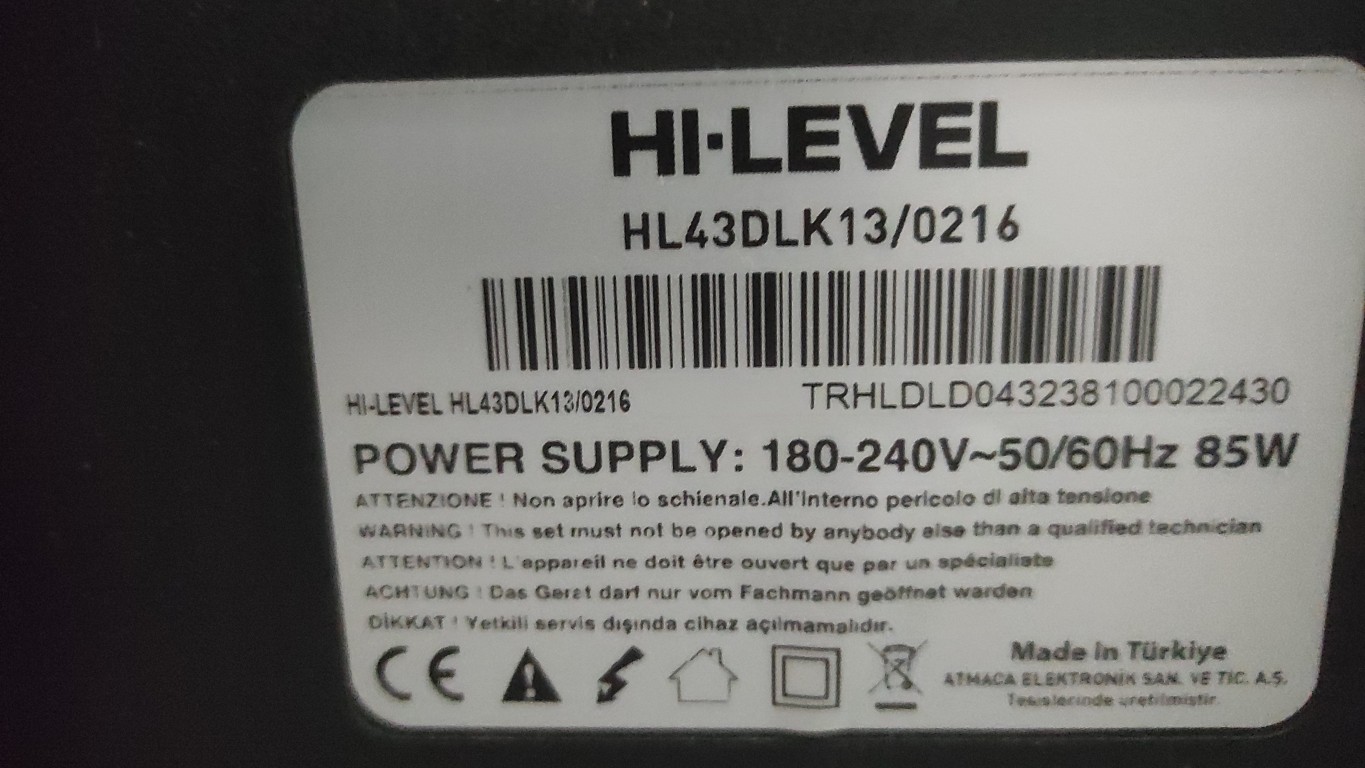 HI-LEVEL
HL43DLK13/0216
HI-LEVEL HL43DLK13/0216 TRHLDLD043238100022430
POWER SUPPLY: 180-240V~50/60Hz 85W
ATTENZIONE ! Non aprire lo schienale.All'interno pericolo di alta tensione
WARNING ! This set must not be opened by anybody else than a qualified technician
ATTENTION ! L'appareil ne doit être ouvert que par un spécialiste
ACHTUNG ! Das Gerat darf nur vom Fachmann geöffnet warden
DİKKAT ! Yetkili servis dışında cihaz açılmamalıdır.
CE
Made in Türkiye
ATMACA ELEKTRONİK SAN. VE TİC. A.Ş.
Tesislerinde üretilmiştir.